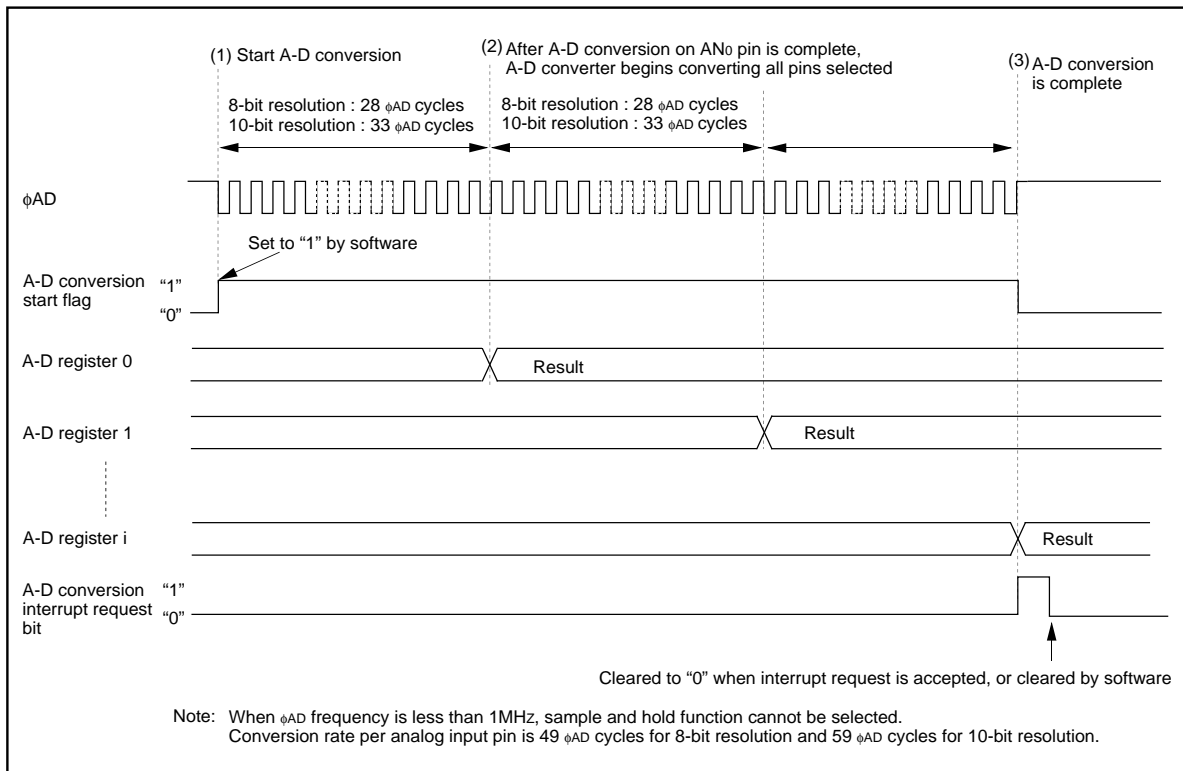 (1) Start A-D conversion
(2) After A-D conversion on AN0 pin is complete,
A-D converter begins converting all pins selected
(3) A-D conversion
is complete
8-bit resolution : 28 ϕAD cycles
10-bit resolution : 33 ϕAD cycles
8-bit resolution : 28 ϕAD cycles
10-bit resolution : 33 ϕAD cycles
ϕAD
Set to “1” by software
A-D conversion
start flag
“1”
“0”
A-D register 0
Result
A-D register 1
Result
A-D register i
Result
A-D conversion
interrupt request
bit
“1”
“0”
Cleared to “0” when interrupt request is accepted, or cleared by software
Note: When ϕAD frequency is less than 1MHz, sample and hold function cannot be selected.
Conversion rate per analog input pin is 49 ϕAD cycles for 8-bit resolution and 59 ϕAD cycles for 10-bit resolution.